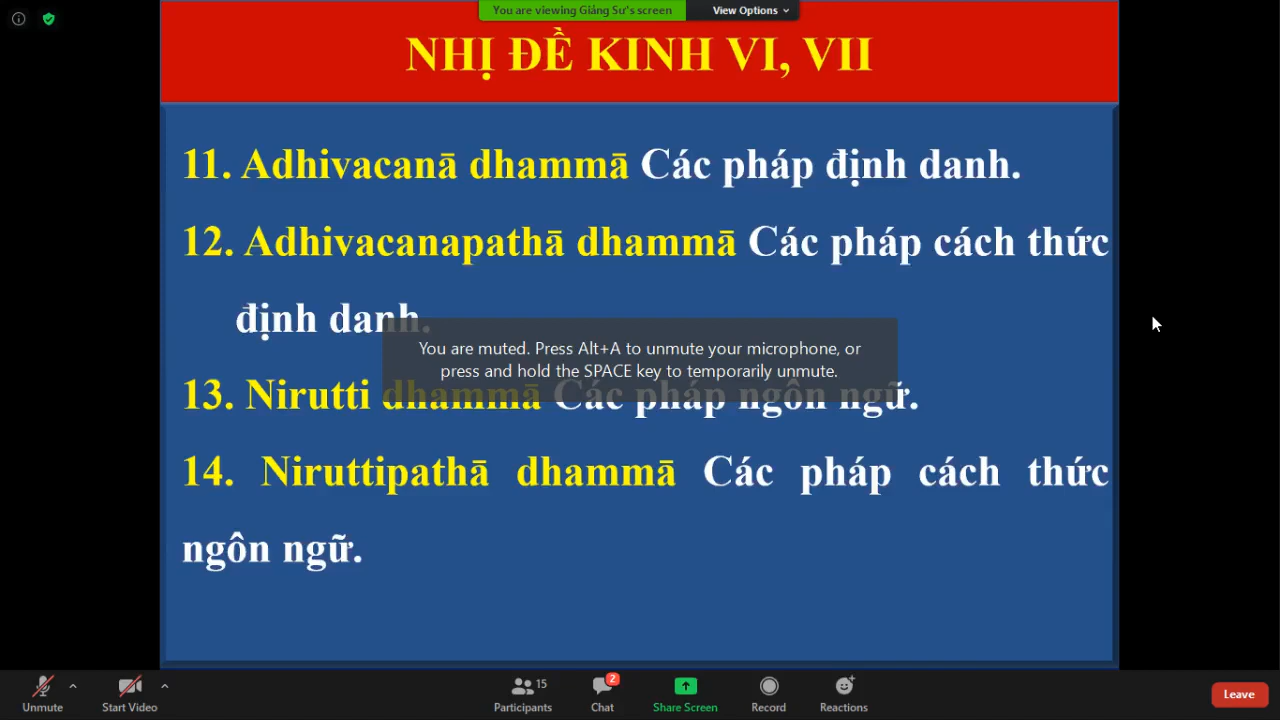 You are viewing Giảng Sư's screen
View Options
NHỊ ĐỀ KINH VI, VII
11. Adhivacanā dhammā Các pháp định danh.
12. Adhivacanapathā dhammā Các pháp cách thức
định danh.
You are muted. Press Alt+A to unmute your microphone, or
press and hold the SPACE key to temporarily unmute.
13. Nirutti dhammā Các pháp ngôn ngữ.
14. Niruttipathā dhammā Các pháp cách thức
ngôn ngữ.
Unmute
Start Video
15
Participants
2
Chat
Share Screen
Record
Reactions
Leave